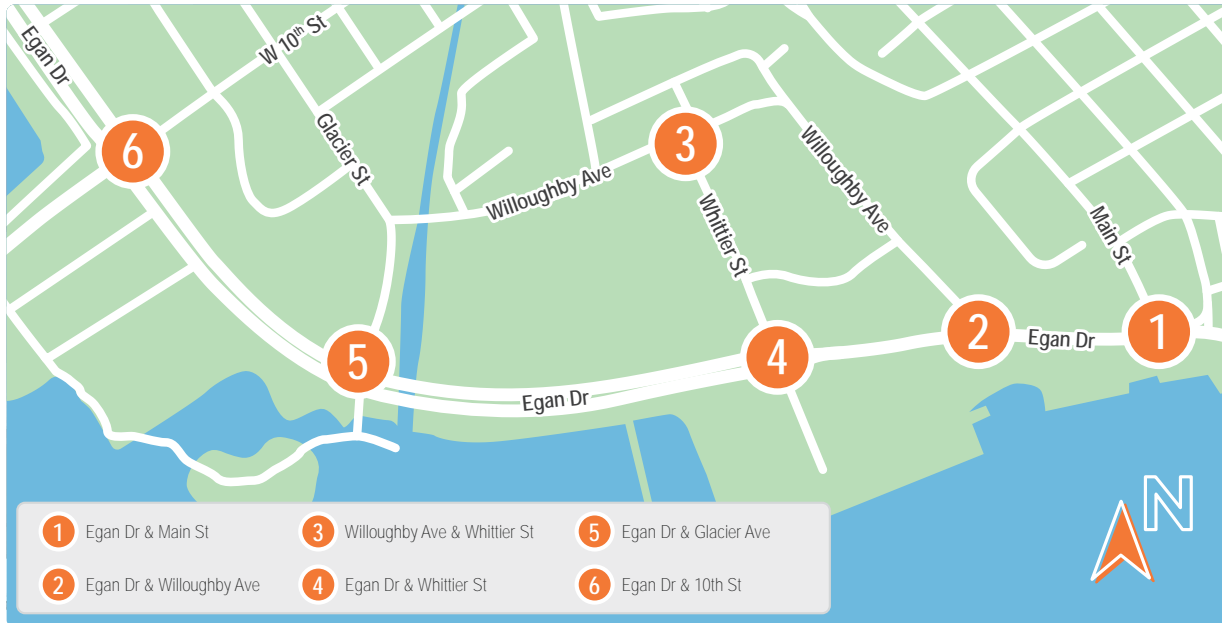 Egan Dr
W 10th St
6
Glacier St
Willoughby Ave
3
Willoughby Ave
Whittier St
Main St
5
4
2
Egan Dr
1
Egan Dr
N
1 Egan Dr & Main St
3 Willoughby Ave & Whittier St
5 Egan Dr & Glacier Ave
2 Egan Dr & Willoughby Ave
4 Egan Dr & Whittier St
6 Egan Dr & 10th St